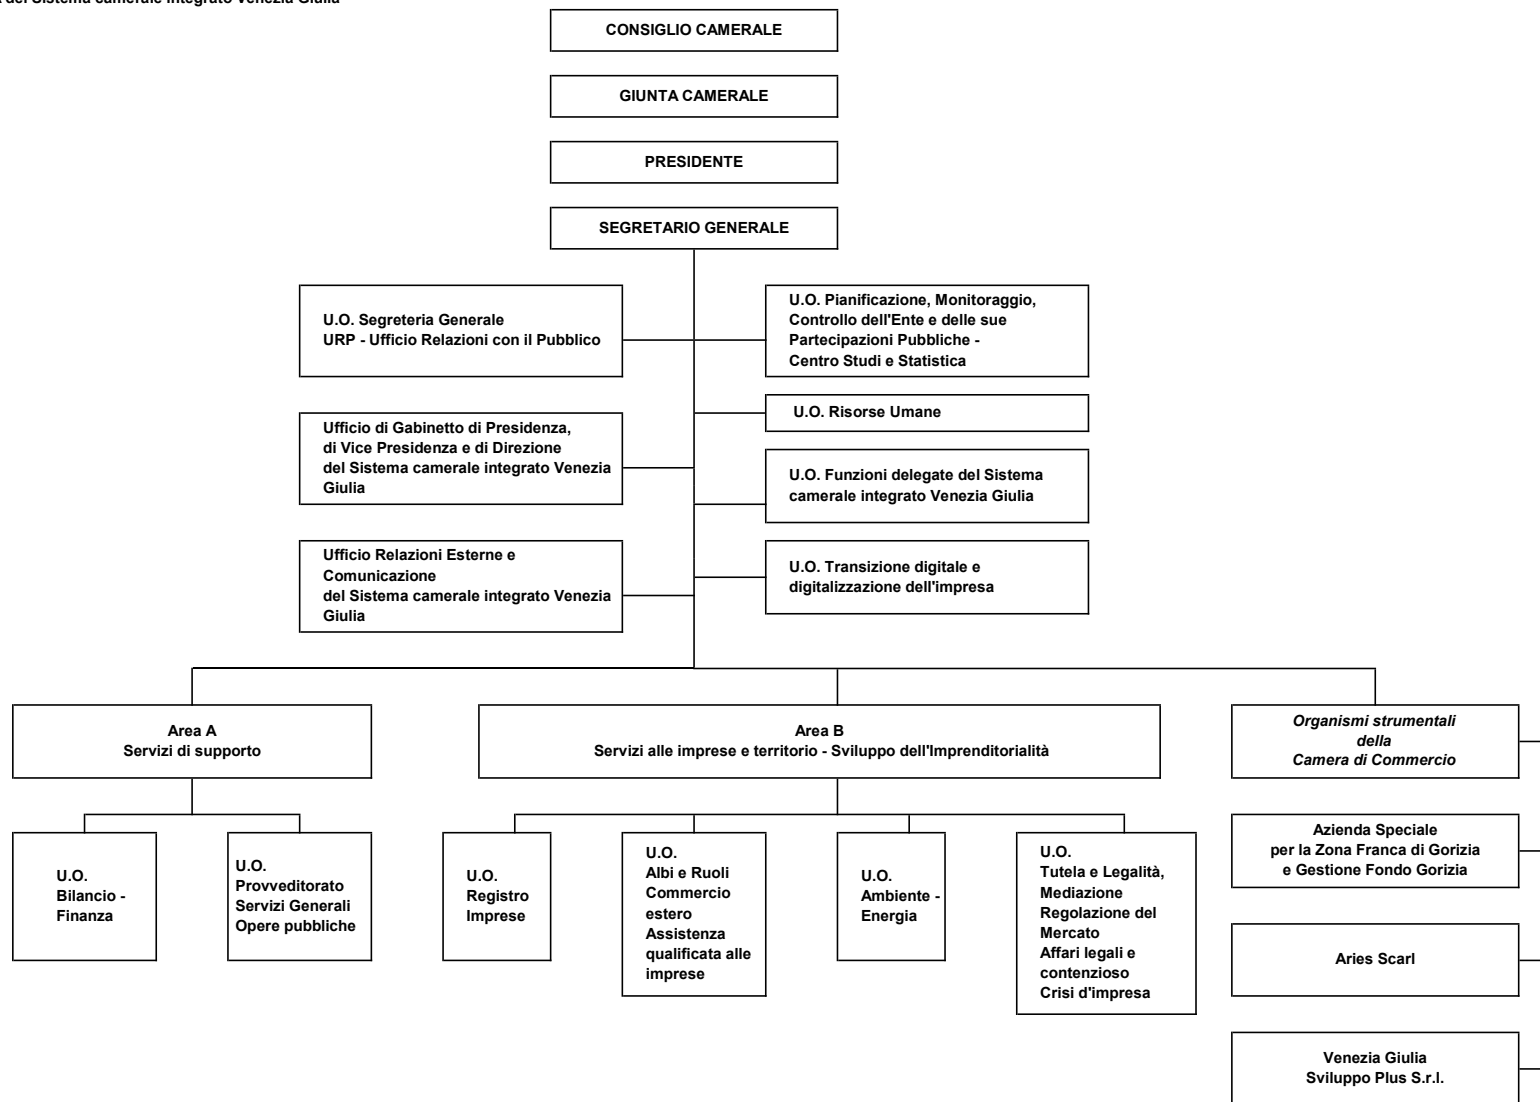 del Sistema camerale integrato Venezia Giulia
CONSIGLIO CAMERALE
GIUNTA CAMERALE
PRESIDENTE
SEGRETARIO GENERALE
U.O. Segreteria Generale
URP - Ufficio Relazioni con il Pubblico
U.O. Pianificazione, Monitoraggio,
Controllo dell'Ente e delle sue
Partecipazioni Pubbliche -
Centro Studi e Statistica
U.O. Risorse Umane
Ufficio di Gabinetto di Presidenza,
di Vice Presidenza e di Direzione
del Sistema camerale integrato Venezia
Giulia
U.O. Funzioni delegate del Sistema
camerale integrato Venezia Giulia
Ufficio Relazioni Esterne e
Comunicazione
del Sistema camerale integrato Venezia
Giulia
U.O. Transizione digitale e
digitalizzazione dell'impresa
Area A
Servizi di supporto
Area B
Servizi alle imprese e territorio - Sviluppo dell'Imprenditorialità
Organismi strumentali
della
Camera di Commercio
U.O.
Bilancio -
Finanza
U.O.
Provveditorato
Servizi Generali
Opere pubbliche
U.O.
Registro
Imprese
U.O.
Albi e Ruoli
Commercio
estero
Assistenza
qualificata alle
imprese
U.O.
Ambiente -
Energia
U.O.
Tutela e Legalità,
Mediazione
Regolazione del
Mercato
Affari legali e
contenzioso
Crisi d'impresa
Azienda Speciale
per la Zona Franca di Gorizia
e Gestione Fondo Gorizia
Aries Scarl
Venezia Giulia
Sviluppo Plus S.r.l.